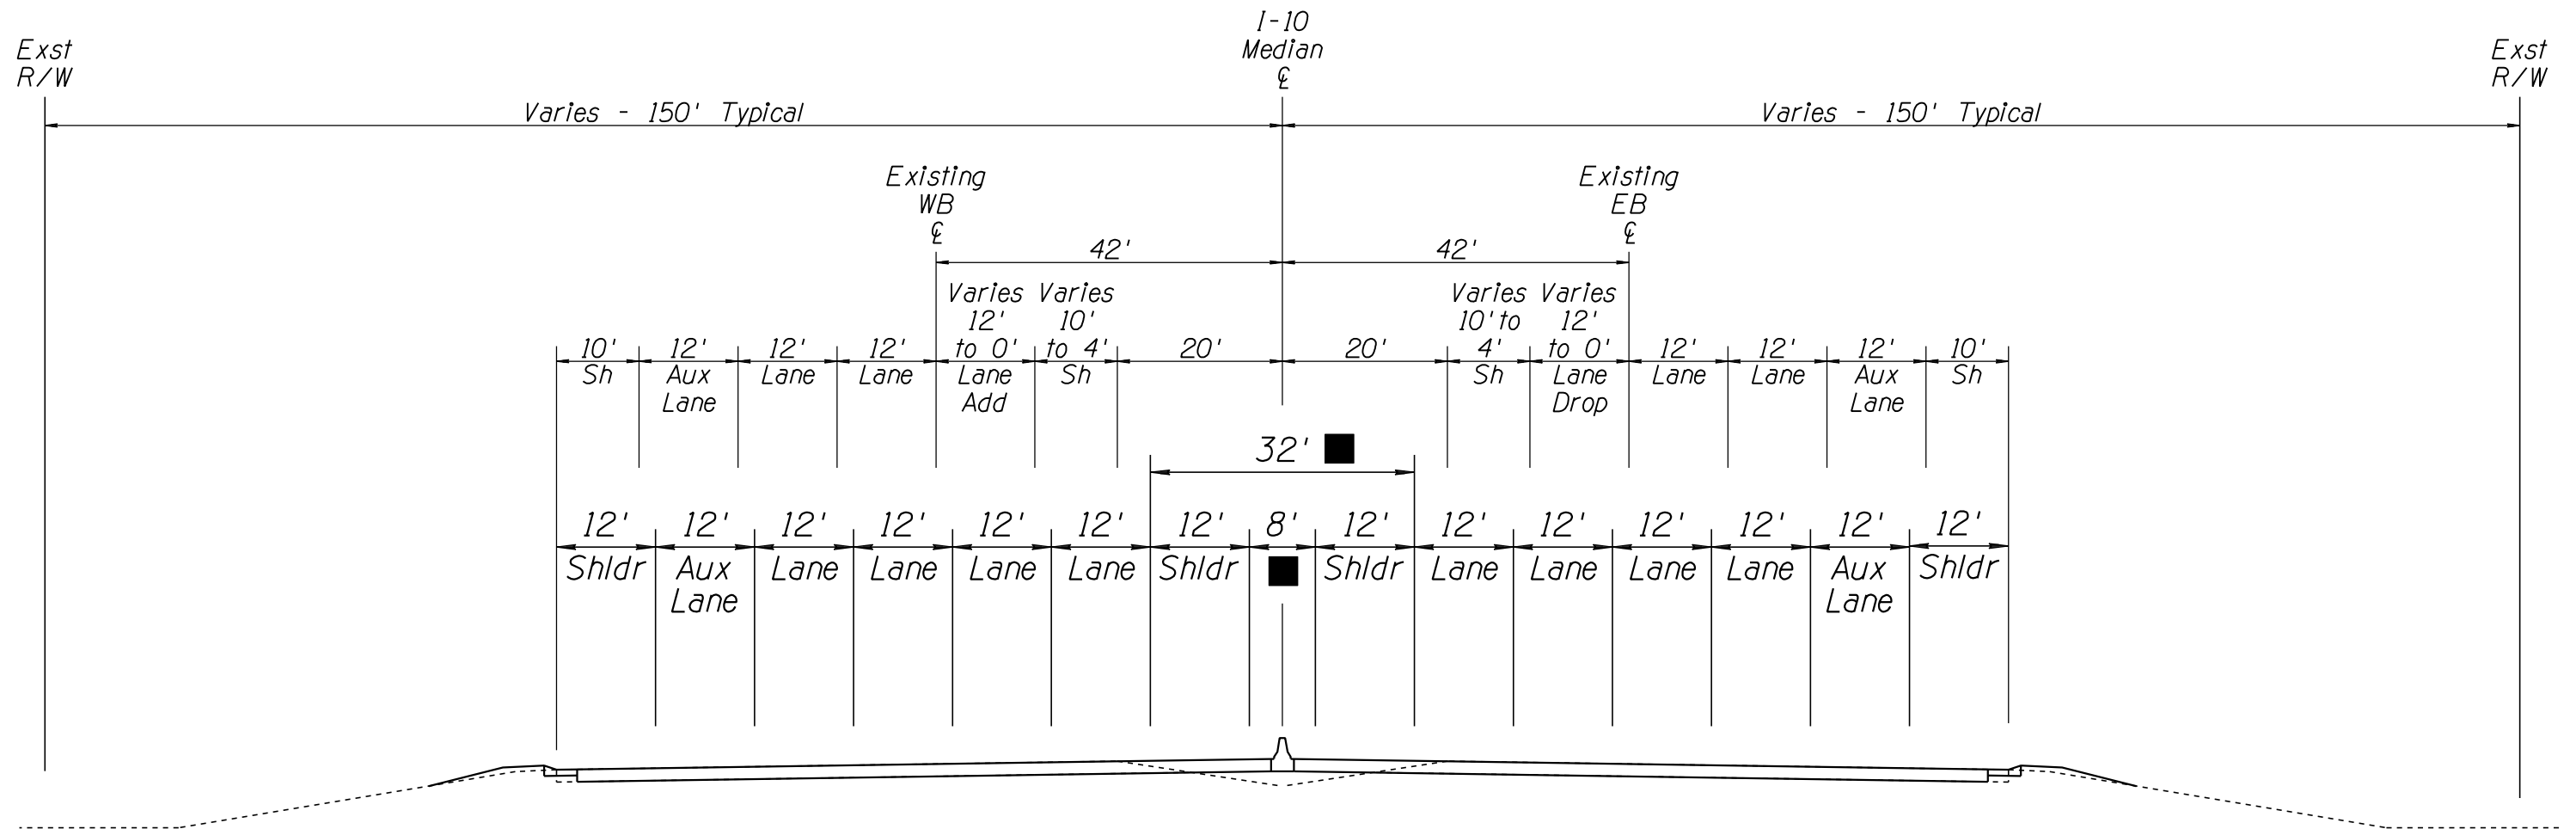 I-10
Median
℄
Exst
R/W
Exst
R/W
Varies - 150' Typical
Varies - 150' Typical
Existing
WB
℄
Existing
EB
℄
42'
42'
Varies
12'
to 0'
Lane
Add
Varies
10'
to 4'
Sh
Varies
10' to
4'
Sh
Varies
12'
to 0'
Lane
Drop
10'
Sh
12'
Aux
Lane
12'
Lane
12'
Lane
20'
20'
12'
Lane
12'
Lane
12'
Aux
Lane
10'
Sh
32'
12'
Shldr
12'
Aux
Lane
12'
Lane
12'
Lane
12'
Lane
12'
Lane
12'
Shldr
8'
12'
Shldr
12'
Lane
12'
Lane
12'
Lane
12'
Lane
12'
Aux
Lane
12'
Shldr